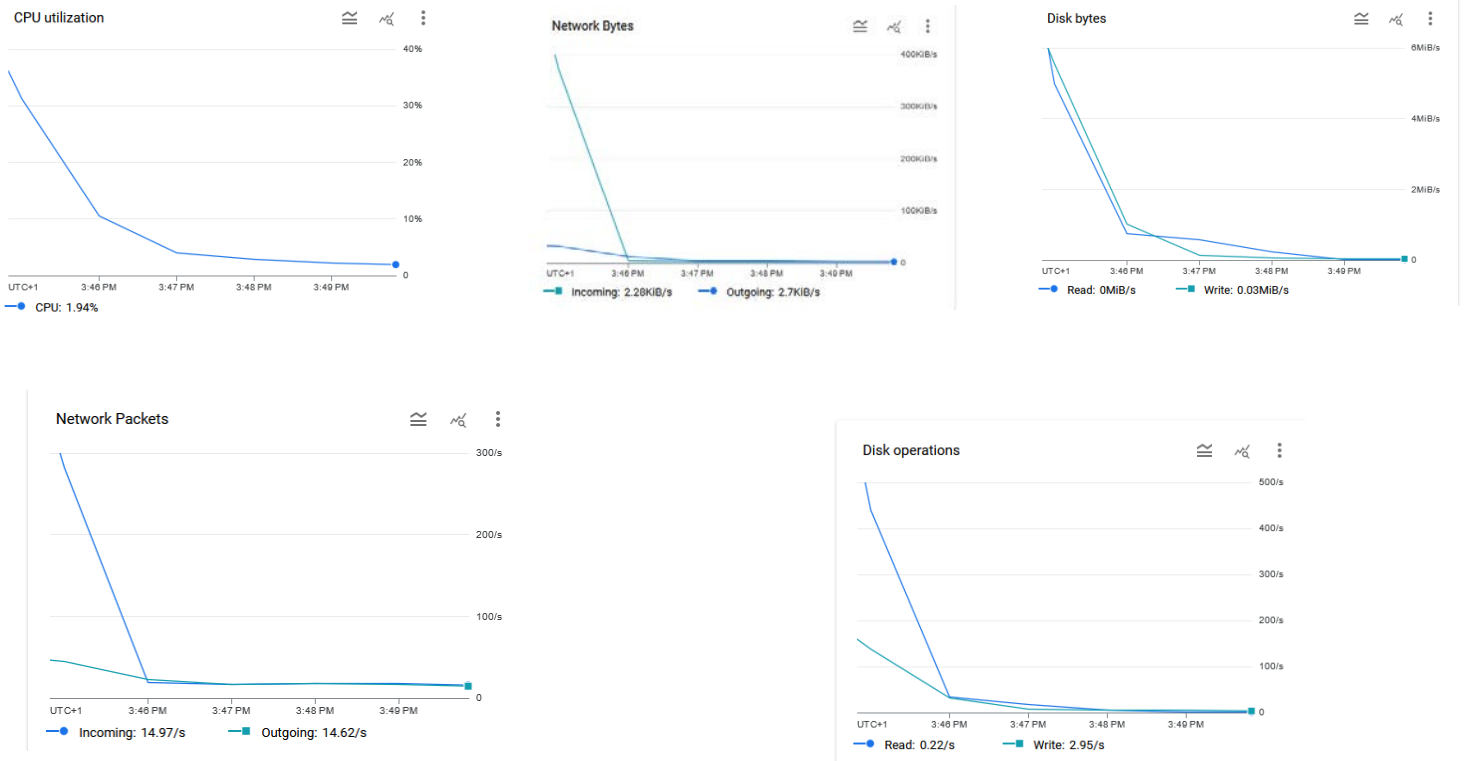 CPU utilization
40%
30%
20%
10%
0
UTC+1 3:46 PM 3:47 PM 3:48 PM 3:49 PM
CPU: 1.94%
Network Bytes
400KiB/s
300KiB/s
200KiB/s
100KiB/s
0
UTC+1 3:46 PM 3:47 PM 3:48 PM 3:49 PM
Incoming: 2.28KiB/s Outgoing: 2.7KiB/s
Disk bytes
6MiB/s
4MiB/s
2MiB/s
0
UTC+1 3:46 PM 3:47 PM 3:48 PM 3:49 PM
Read: 0MiB/s Write: 0.03MiB/s
Network Packets
300/s
200/s
100/s
0
UTC+1 3:46 PM 3:47 PM 3:48 PM 3:49 PM
Incoming: 14.97/s Outgoing: 14.62/s
Disk operations
500/s
400/s
300/s
200/s
100/s
0
UTC+1 3:46 PM 3:47 PM 3:48 PM 3:49 PM
Read: 0.22/s Write: 2.95/s